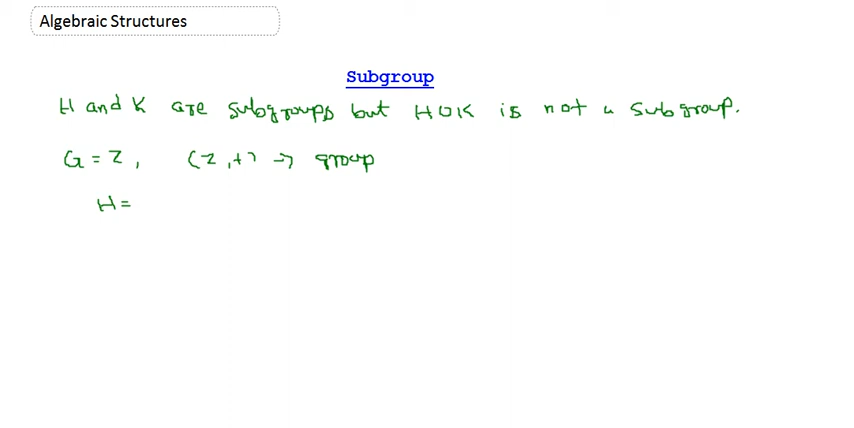 Algebraic Structures
Subgroup
H and K are subgroups but H∪K is not a subgroup.
G = Z, (Z,+) → group
H =